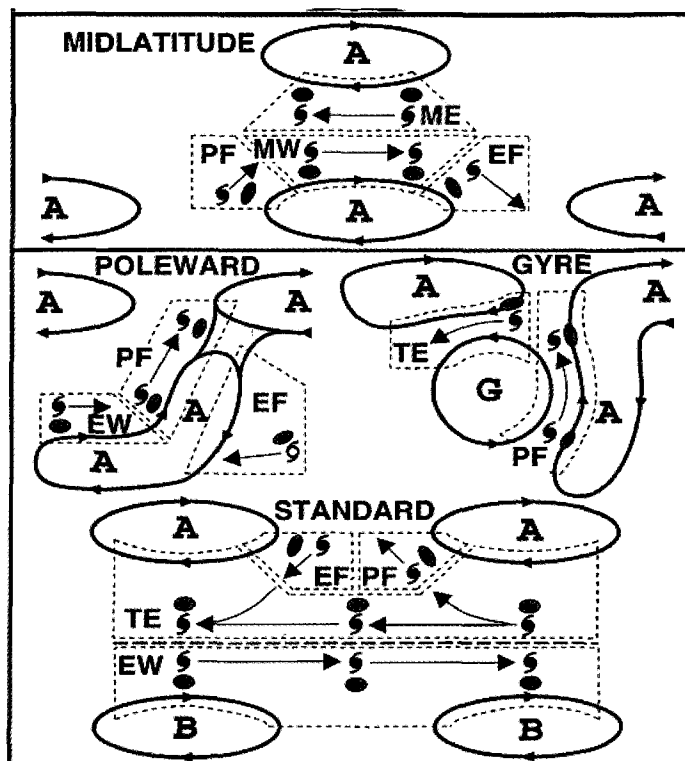 MIDLATITUDE
A
ME
PF
MW
EF
A
A
A
POLEWARD
GYRE
A
A
A
PF
TE
EW
A
EF
G
A
A
PF
STANDARD
A
A
EF
PF
TE
EW
B
B